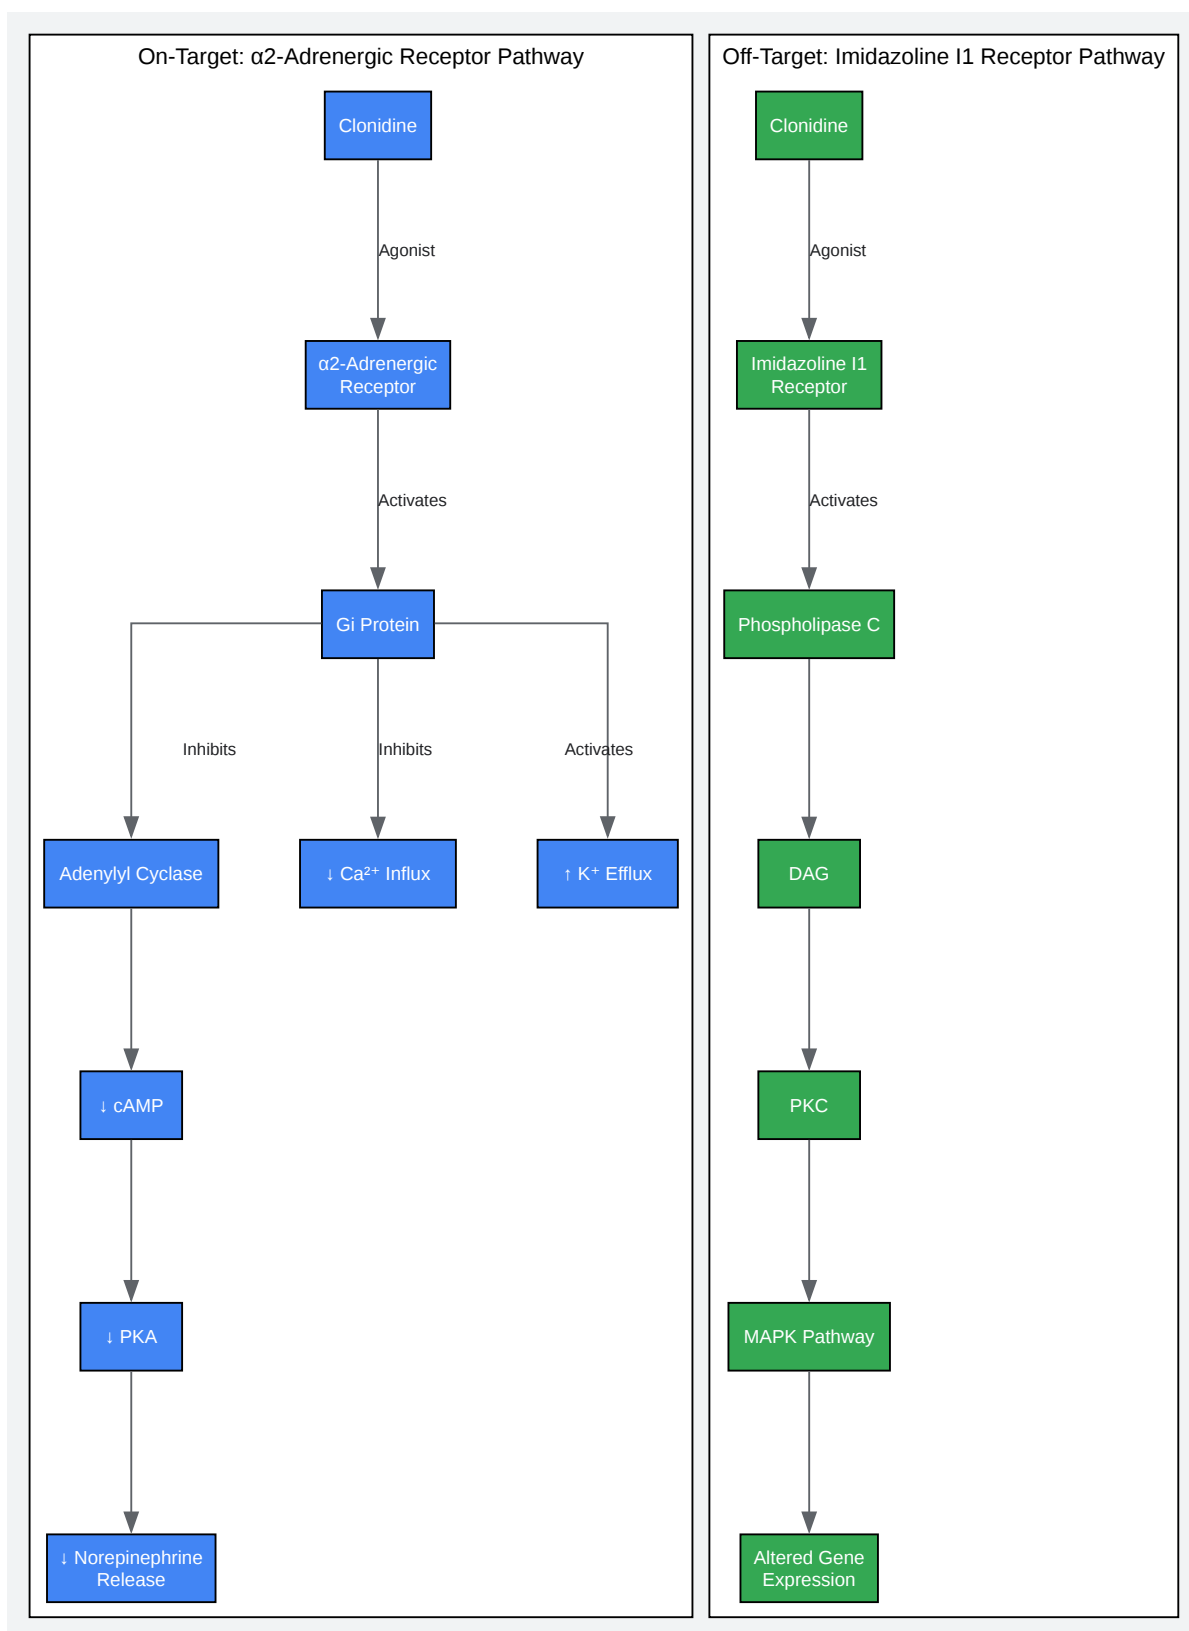 On-Target: α2-Adrenergic Receptor Pathway
Clonidine
Agonist
α2-Adrenergic
Receptor
Activates
Gi Protein
Inhibits
Inhibits
Activates
Adenylyl Cyclase
↓ Ca²⁺ Influx
↑ K⁺ Efflux
↓ cAMP
↓ PKA
↓ Norepinephrine
Release
Off-Target: Imidazoline I1 Receptor Pathway
Clonidine
Agonist
Imidazoline I1
Receptor
Activates
Phospholipase C
DAG
PKC
MAPK Pathway
Altered Gene
Expression